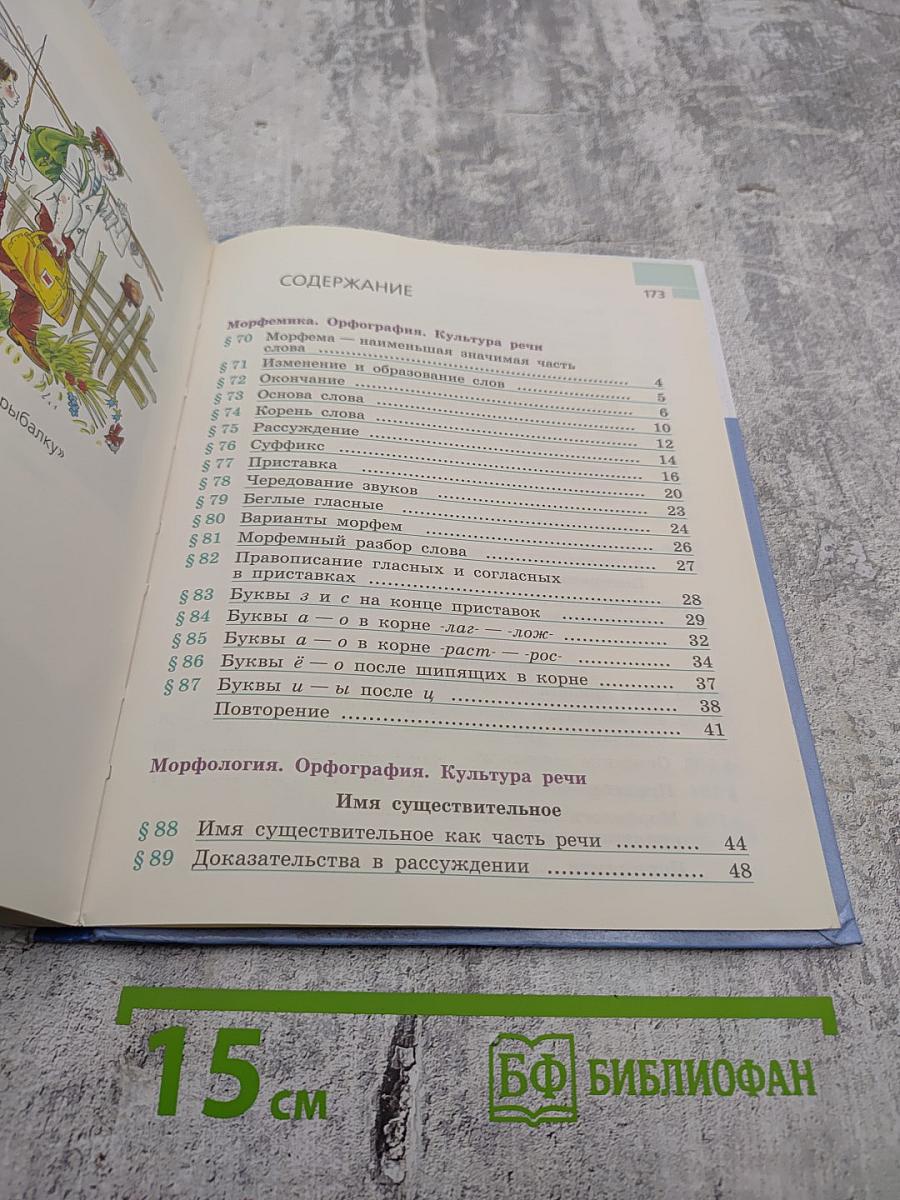 рыбалку»
СОДЕРЖАНИЕ
173
Морфемика. Орфография. Культура речи
§ 70 Морфема — наименьшая значимая часть
слова ........ 4
§ 71 Изменение и образование слов ........ 5
§ 72 Окончание ........ 6
§ 73 Основа слова ........ 10
§ 74 Корень слова ........ 12
§ 75 Рассуждение ........ 14
§ 76 Суффикс ........ 16
§ 77 Приставка ........ 20
§ 78 Чередование звуков ........ 23
§ 79 Беглые гласные ........ 24
§ 80 Варианты морфем ........ 26
§ 81 Морфемный разбор слова ........ 27
§ 82 Правописание гласных и согласных
в приставках ........ 28
§ 83 Буквы з и с на конце приставок ........ 29
§ 84 Буквы а — о в корне -лаг- — -лож- ........ 32
§ 85 Буквы а — о в корне -раст- — -рос- ........ 34
§ 86 Буквы ё — о после шипящих в корне ........ 37
§ 87 Буквы и — ы после ц ........ 38
Повторение ........ 41
Морфология. Орфография. Культура речи
Имя существительное
§ 88 Имя существительное как часть речи ........ 44
§ 89 Доказательства в рассуждении ........ 48
15 см
БФ БИБЛИОФАН